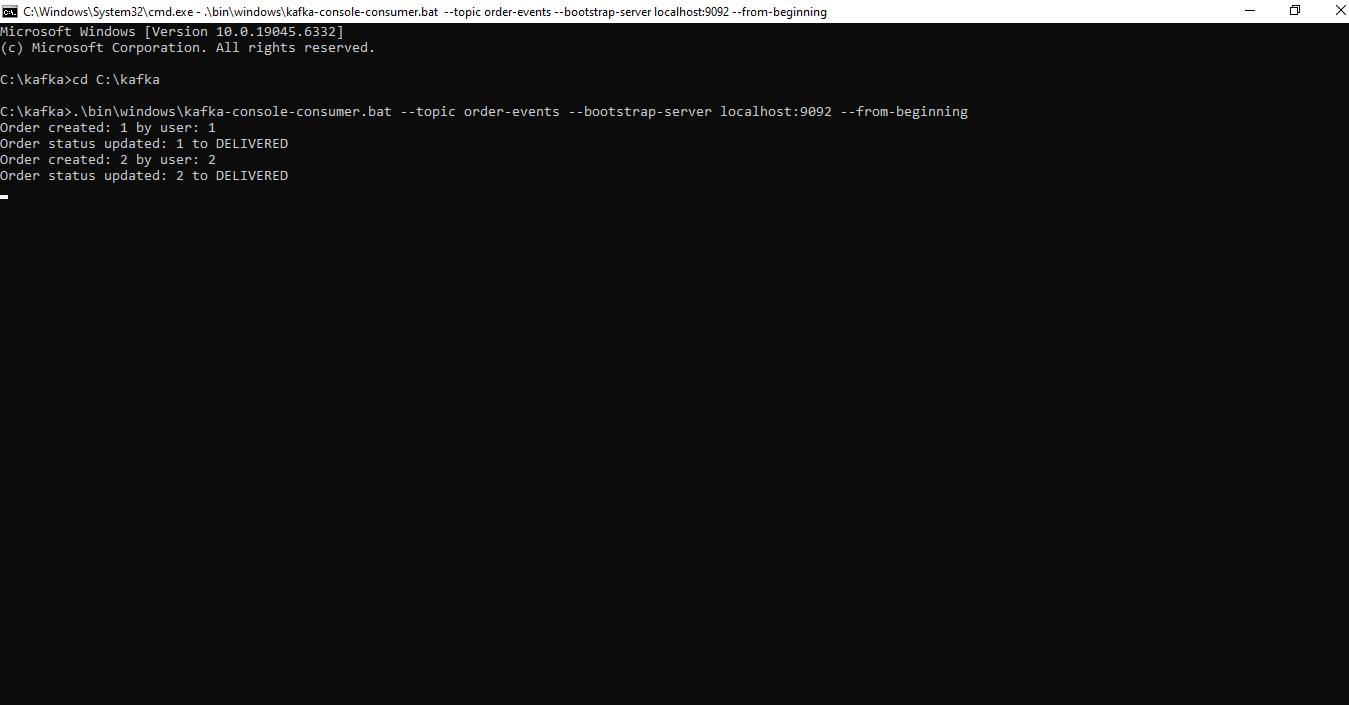 C:\Windows\System32\cmd.exe - .\bin\windows\kafka-console-consumer.bat --topic order-events --bootstrap-server localhost:9092 --from-beginning
Microsoft Windows [Version 10.0.19045.6332]
(c) Microsoft Corporation. All rights reserved.
C:\kafka>cd C:\kafka
C:\kafka>.\bin\windows\kafka-console-consumer.bat --topic order-events --bootstrap-server localhost:9092 --from-beginning
Order created: 1 by user: 1
Order status updated: 1 to DELIVERED
Order created: 2 by user: 2
Order status updated: 2 to DELIVERED